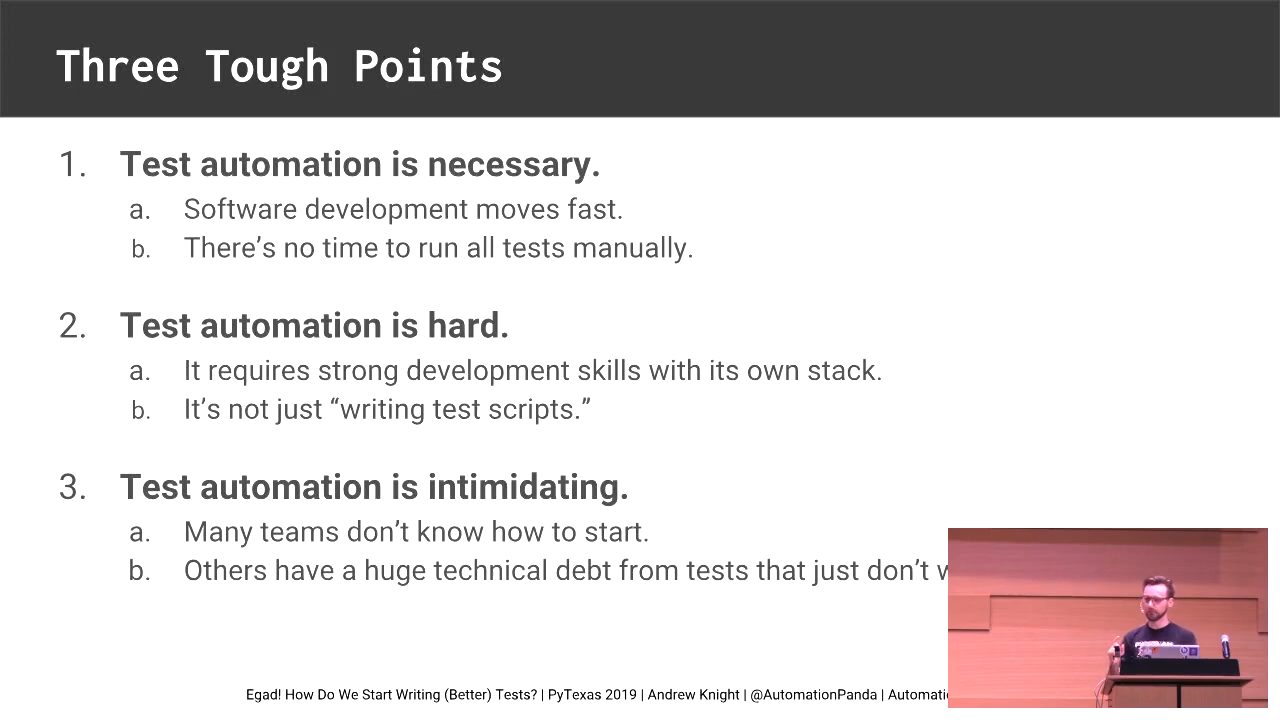 Three Tough Points
1. Test automation is necessary.
a. Software development moves fast.
b. There's no time to run all tests manually.
2. Test automation is hard.
a. It requires strong development skills with its own stack.
b. It's not just “writing test scripts.”
3. Test automation is intimidating.
a. Many teams don't know how to start.
b. Others have a huge technical debt from tests that just don't
Egad! How Do We Start Writing (Better) Tests? | PyTexas 2019 | Andrew Knight | @AutomationPanda |